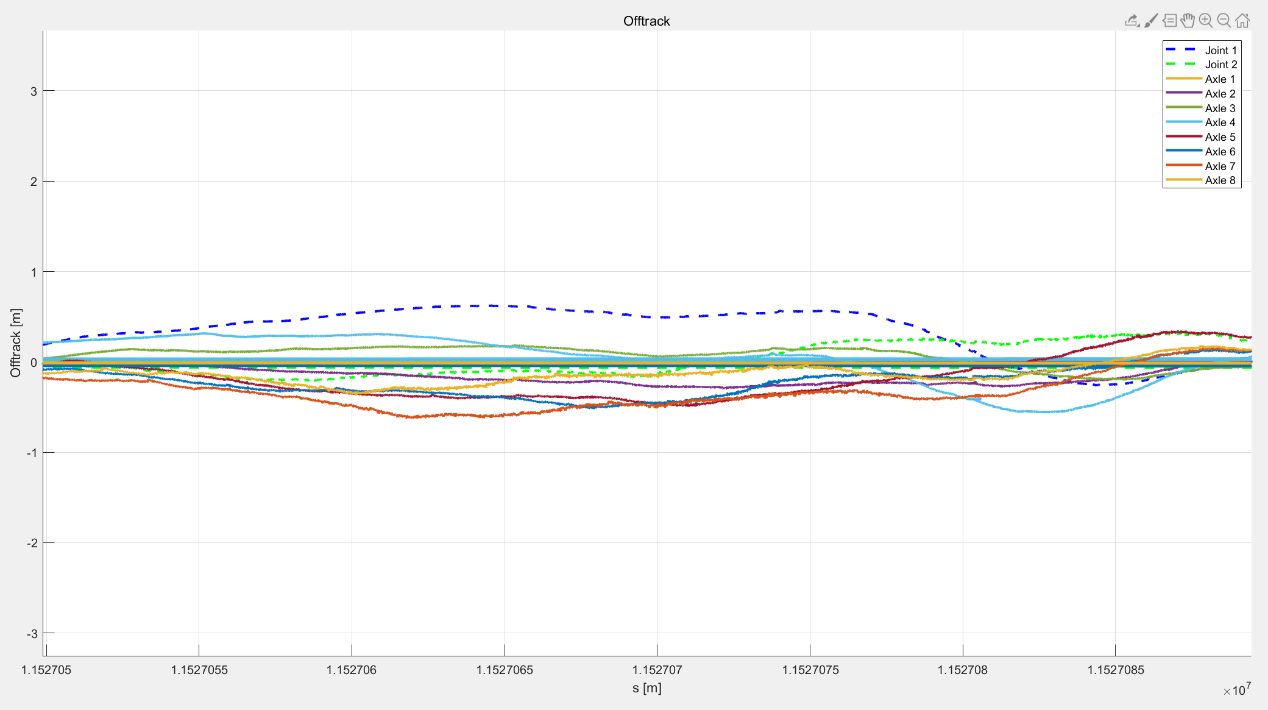 Offtrack
Joint 1
Joint 2
Axle 1
Axle 2
Axle 3
Axle 4
Axle 5
Axle 6
Axle 7
Axle 8
Offtrack [m]
3
2
1
0
-1
-2
-3
1.152705 1.1527055 1.152706 1.1527065 1.152707 1.1527075 1.152708 1.1527085
s [m]
×10⁷